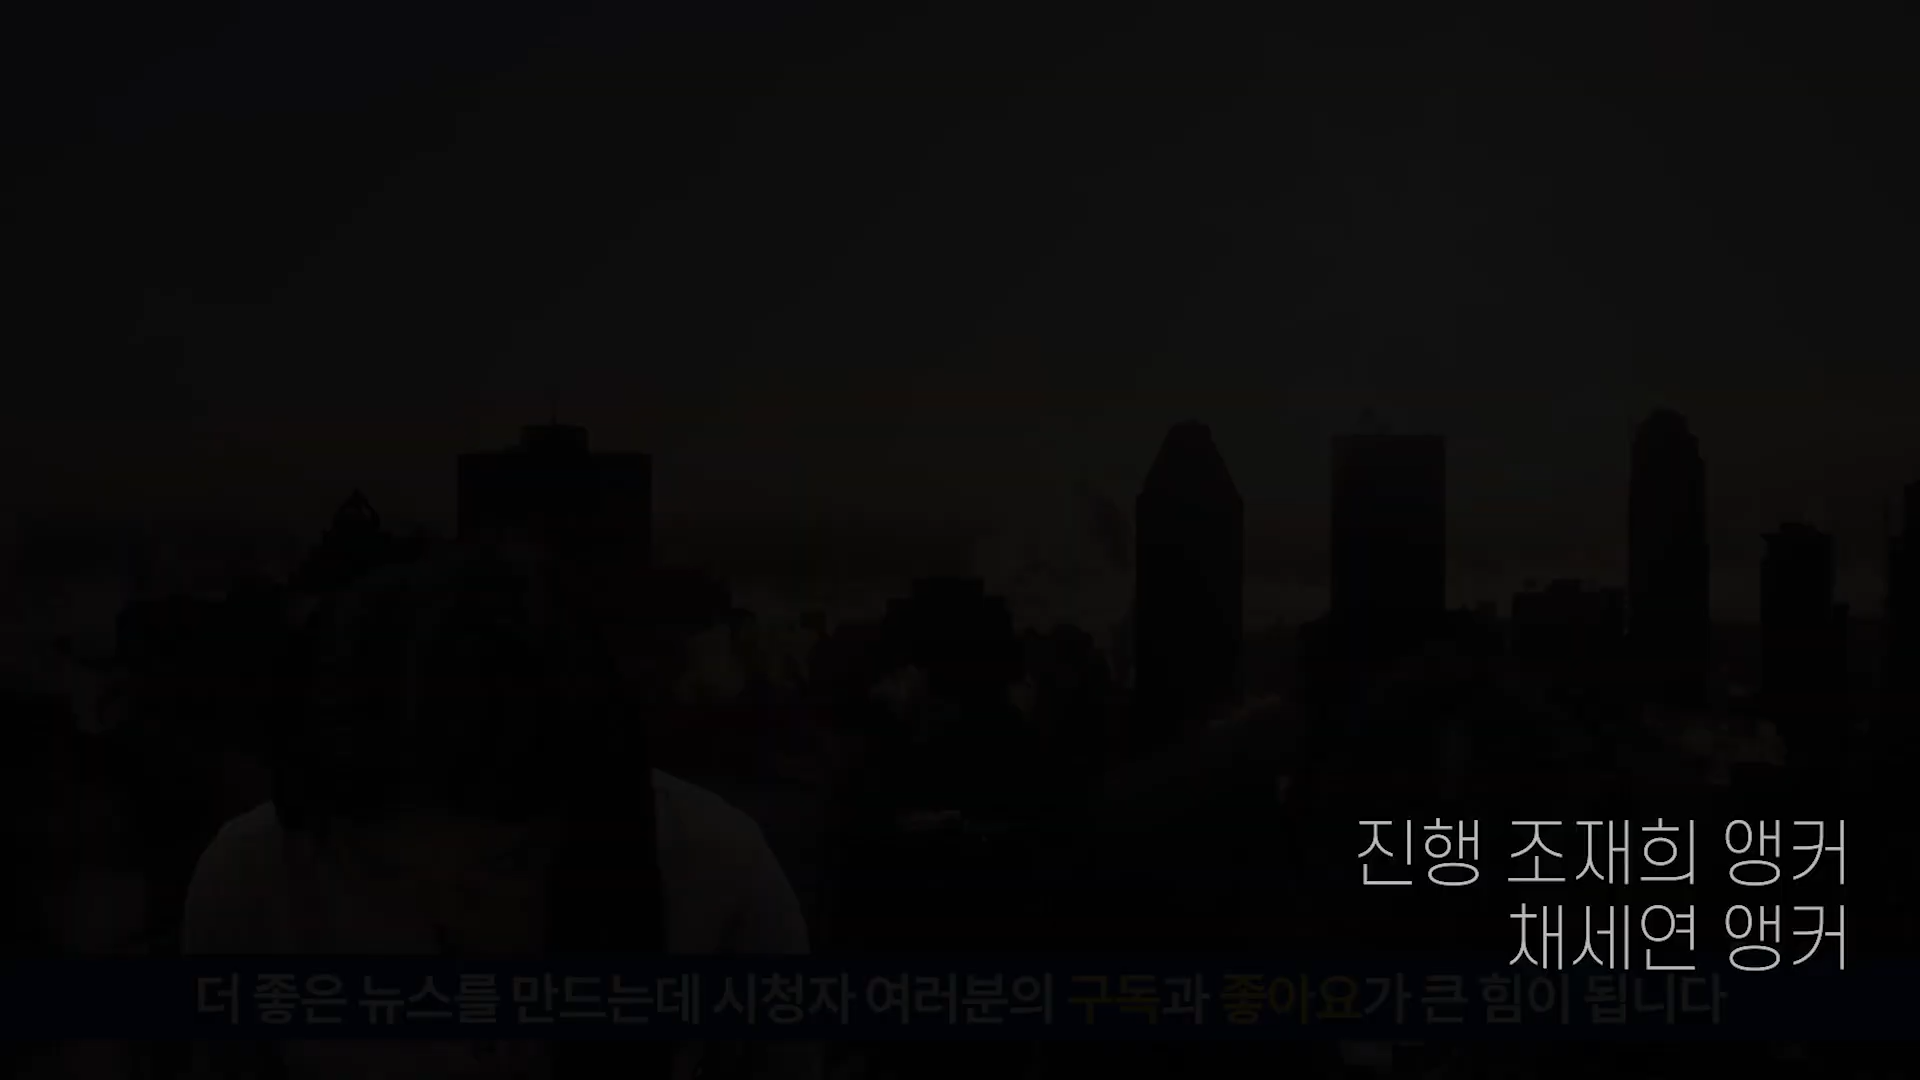 진행 조재희 앵커
채세연 앵커
더 좋은 뉴스를 만드는데 시청자 여러분의 구독과 좋아요가 큰 힘이 됩니다